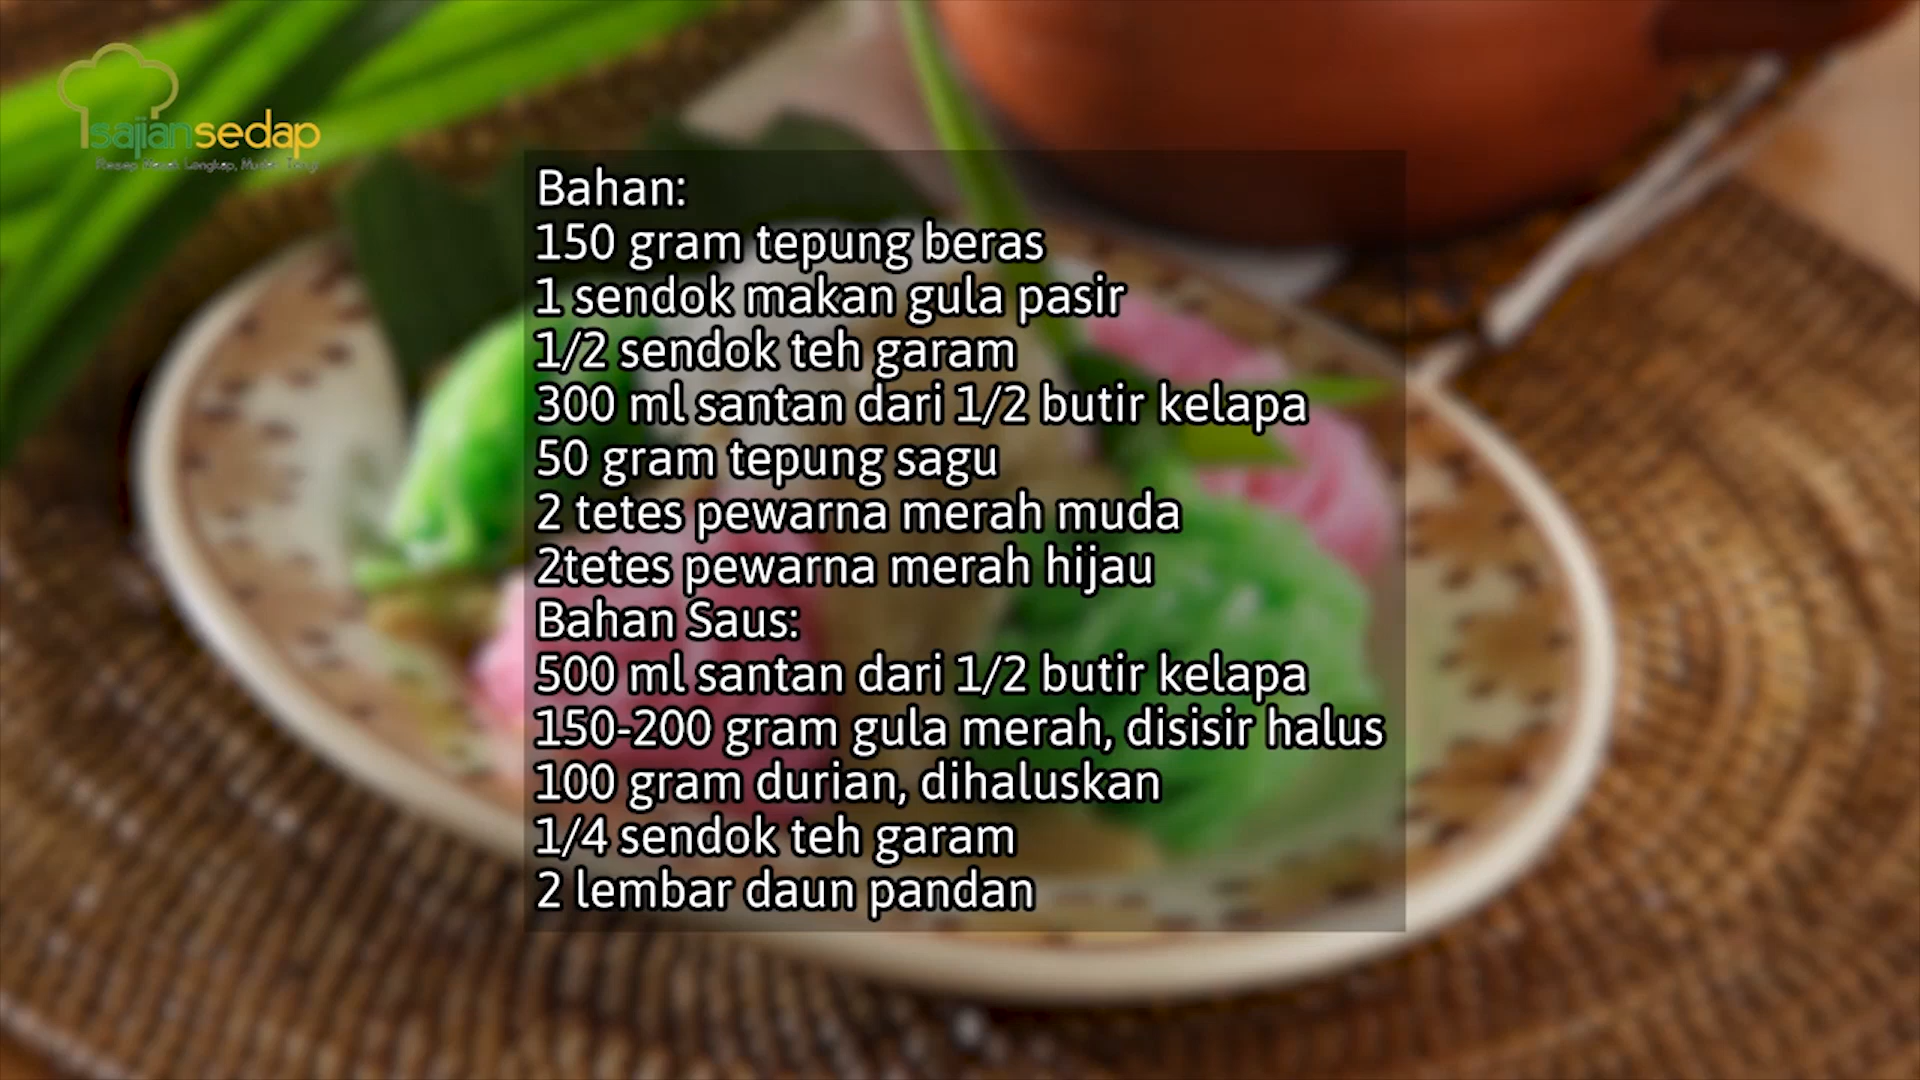 sajiansedap
Bahan:
150 gram tepung beras
1 sendok makan gula pasir
1/2 sendok teh garam
300 ml santan dari 1/2 butir kelapa
50 gram tepung sagu
2 tetes pewarna merah muda
2tetes pewarna merah hijau
Bahan Saus:
500 ml santan dari 1/2 butir kelapa
150-200 gram gula merah, disisir halus
100 gram durian, dihaluskan
1/4 sendok teh garam
2 lembar daun pandan